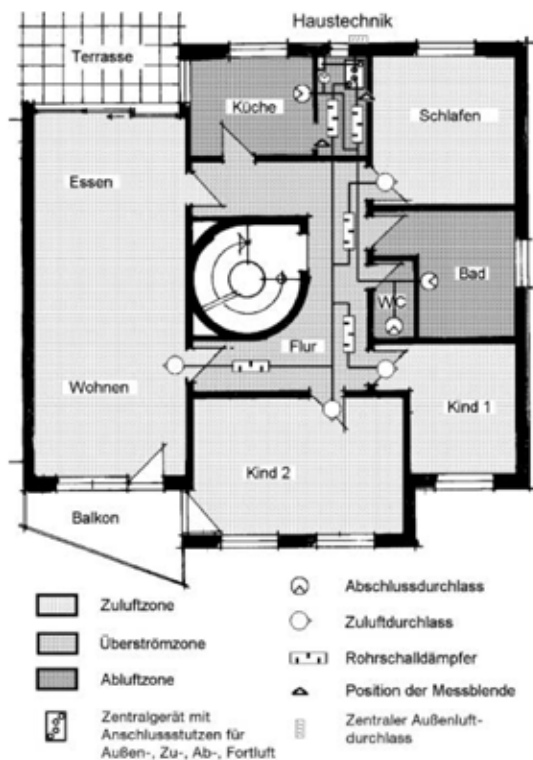 Haustechnik
Terrasse
Küche
Schlafen
Essen
Bad
WC
Flur
Wohnen
Kind 1
Kind 2
Balkon
Zuluftzone
Überströmzone
Abluftzone
Zentralgerät mit
Anschlussstutzen für
Außen-, Zu-, Ab-, Fortluft
Abschlussdurchlass
Zuluftdurchlass
Rohrschalldämpfer
Position der Messblende
Zentraler Außenluft-
durchlass